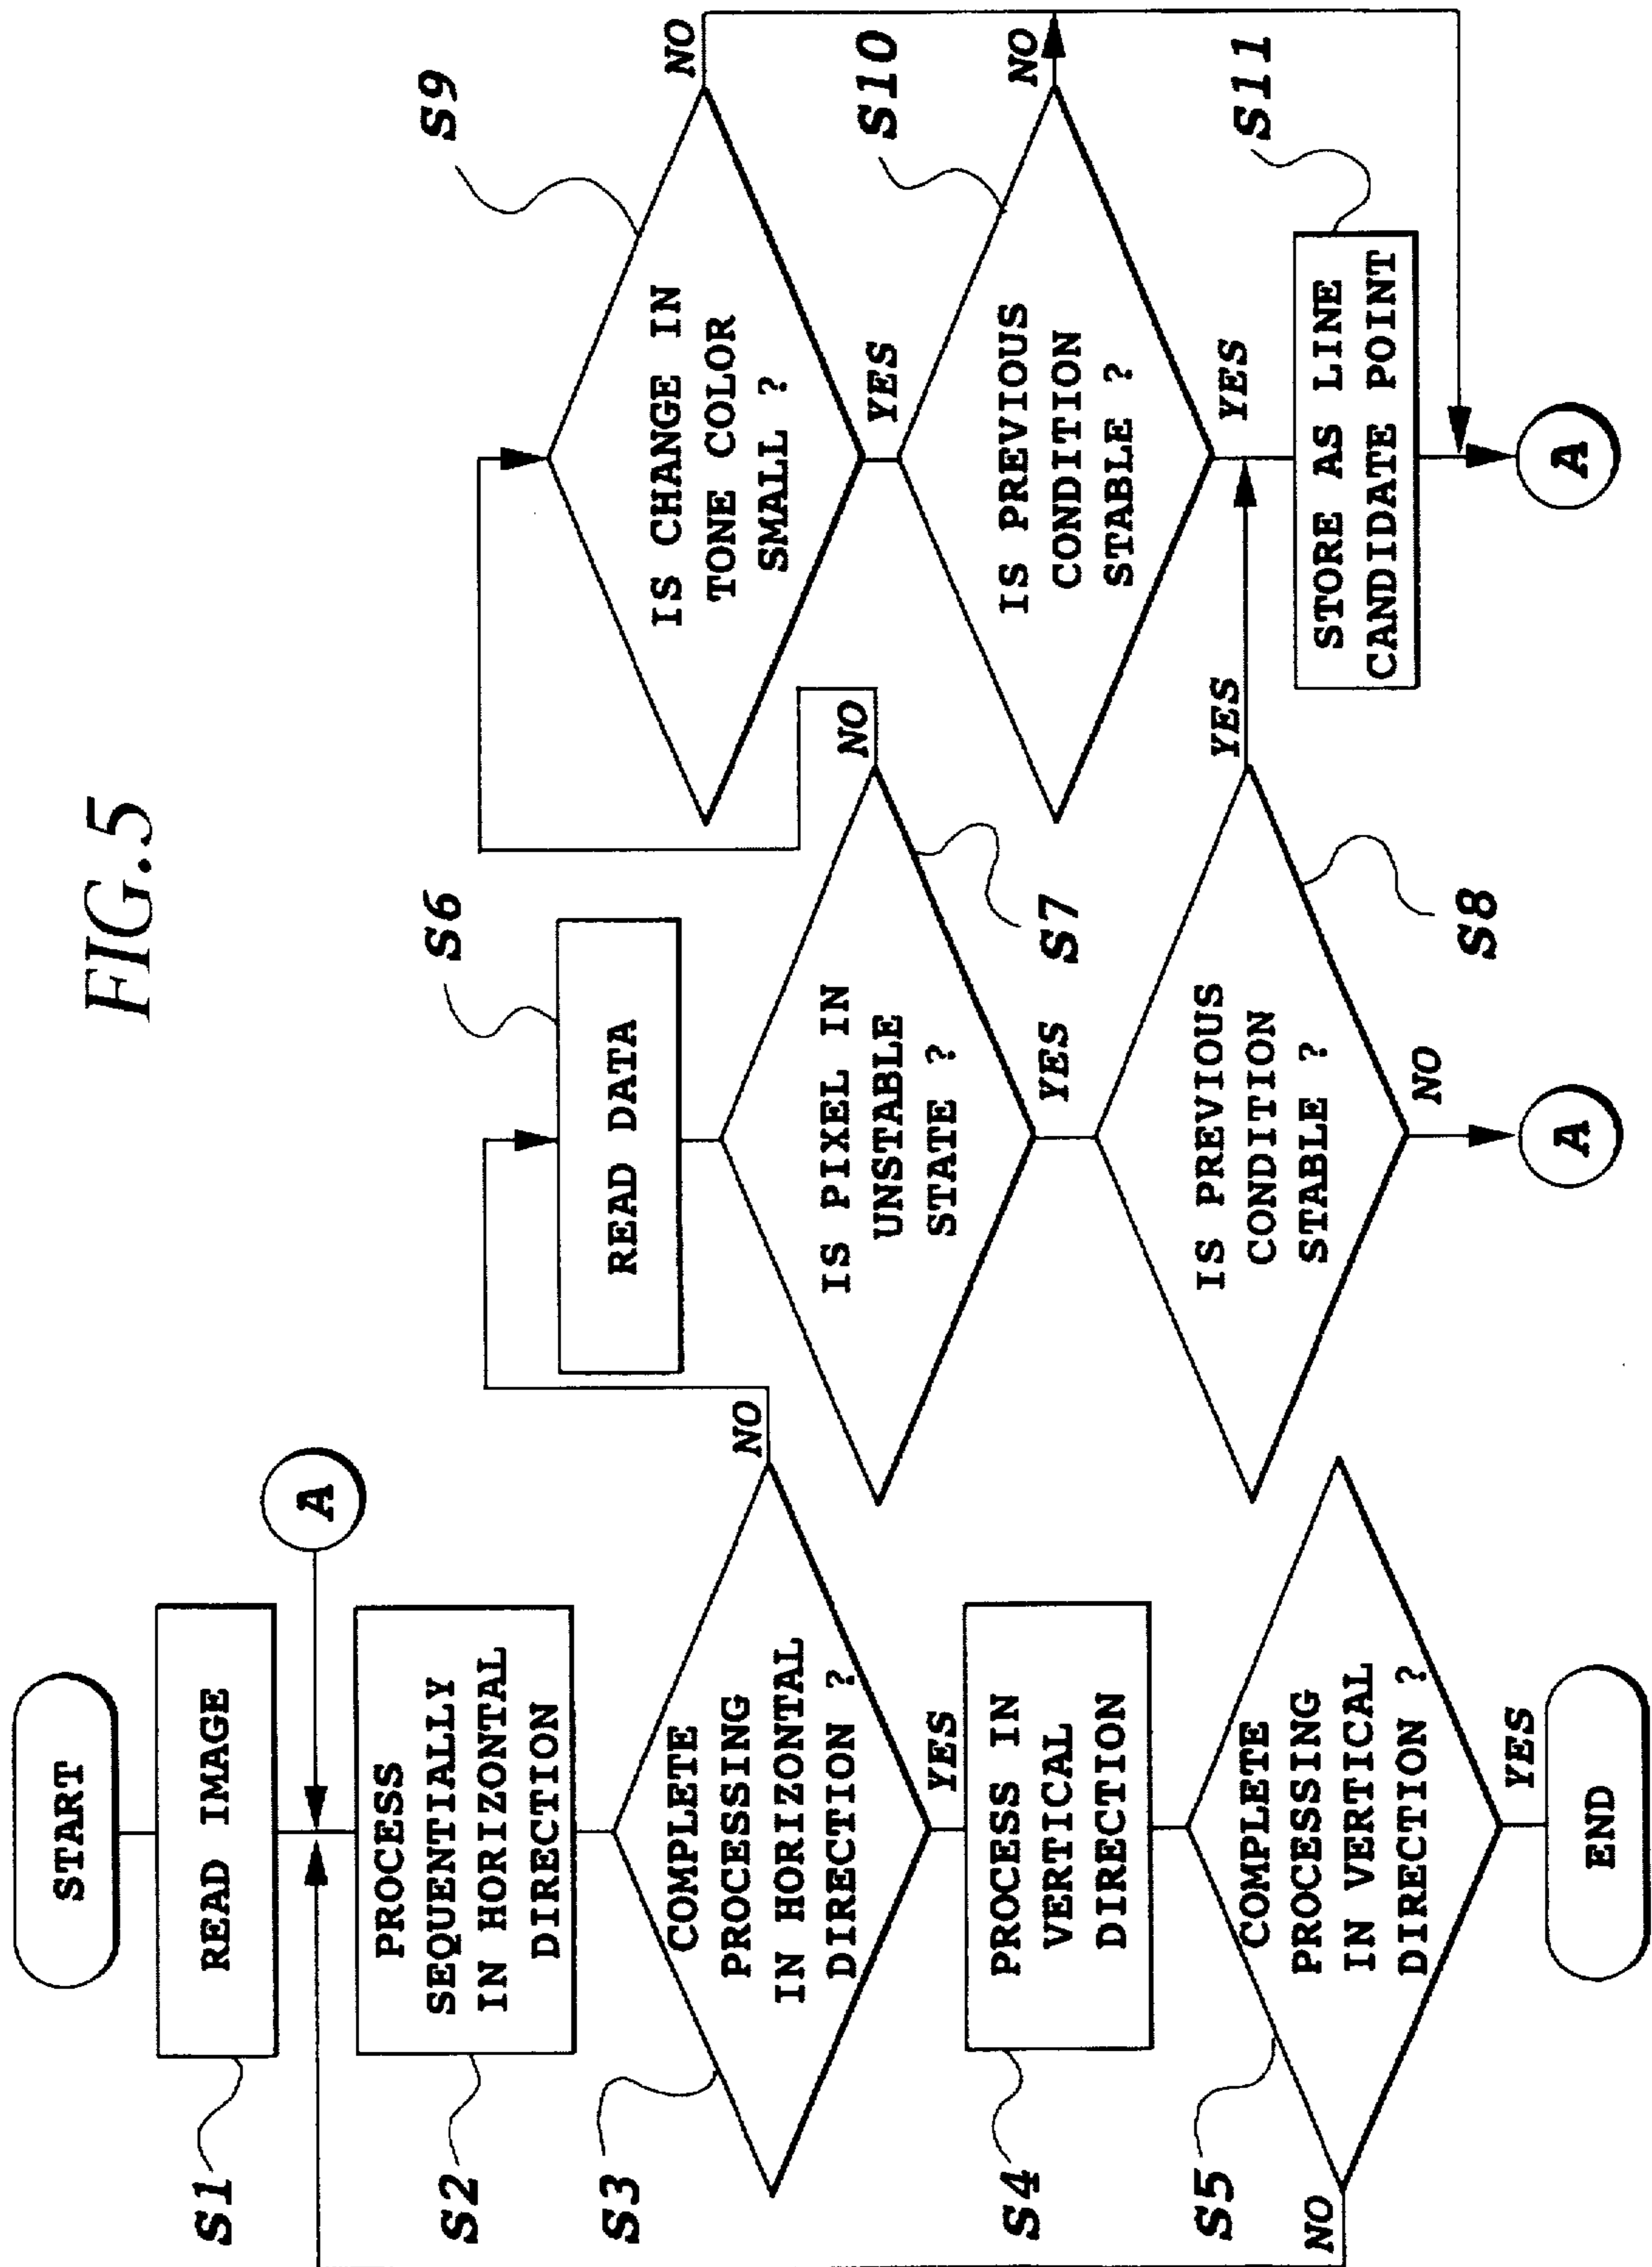 FIG.5
START
READ IMAGE
S1
A
PROCESS
SEQUENTIALLY
IN HORIZONTAL
DIRECTION
S2
COMPLETE
PROCESSING
IN HORIZONTAL
DIRECTION ?
S3
NO
YES
PROCESS IN
VERTICAL
DIRECTION
S4
COMPLETE
PROCESSING
IN VERTICAL
DIRECTION ?
S5
NO
YES
END
READ DATA
S6
IS PIXEL IN
UNSTABLE
STATE ?
S7
NO
YES
IS PREVIOUS
CONDITION
STABLE ?
S8
YES
NO
A
IS CHANGE IN
TONE COLOR
SMALL ?
S9
NO
YES
IS PREVIOUS
CONDITION
STABLE ?
S10
NO
YES
STORE AS LINE
CANDIDATE POINT
S11
A